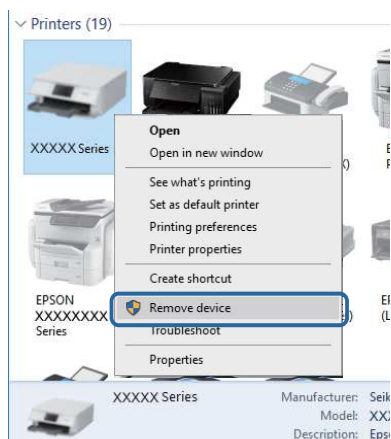 Printers (19)
XXXXX Series
Open
Open in new window
See what's printing
Set as default printer
Printing preferences
Printer properties
Create shortcut
Remove device
Troubleshoot
Properties
EPSON
XXXXXXXX
Series
XXXXX Series
Manufacturer:
Model:
Description: